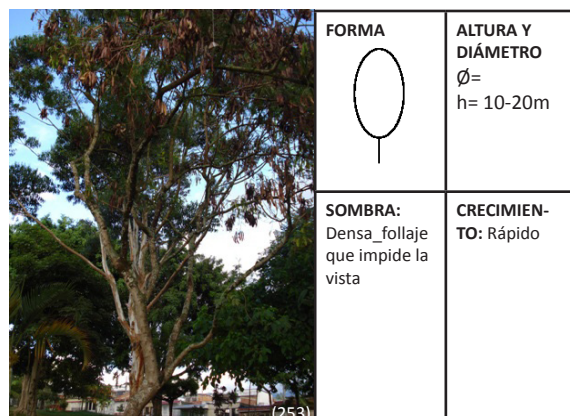 FORMA
ALTURA Y
DIÁMETRO
Ø=
h= 10-20m
SOMBRA:
Densa_follaje
que impide la
vista
CRECIMIEN-
TO: Rápido
(253)